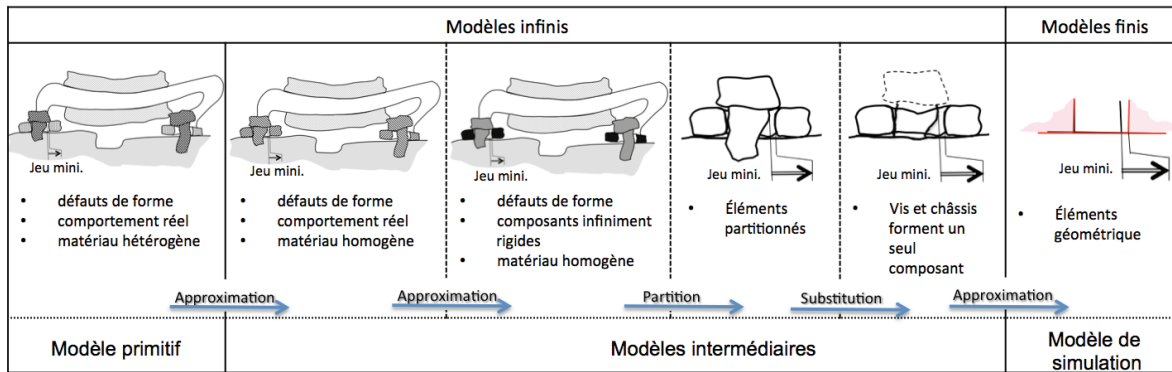 Modèles infinis
Modèles finis
Jeu mini.
• défauts de forme
• comportement réel
• matériau hétérogène
Jeu mini.
• défauts de forme
• comportement réel
• matériau homogène
Jeu mini.
• défauts de forme
• composants infiniment
rigides
• matériau homogène
Jeu mini.
• Éléments
partitionnés
Jeu mini.
• Vis et châssis
forment un
seul
composant
Jeu mini.
• Éléments
géométrique
Approximation
Approximation
Partition
Substitution
Approximation
Modèle primitif
Modèles intermédiaires
Modèle de
simulation